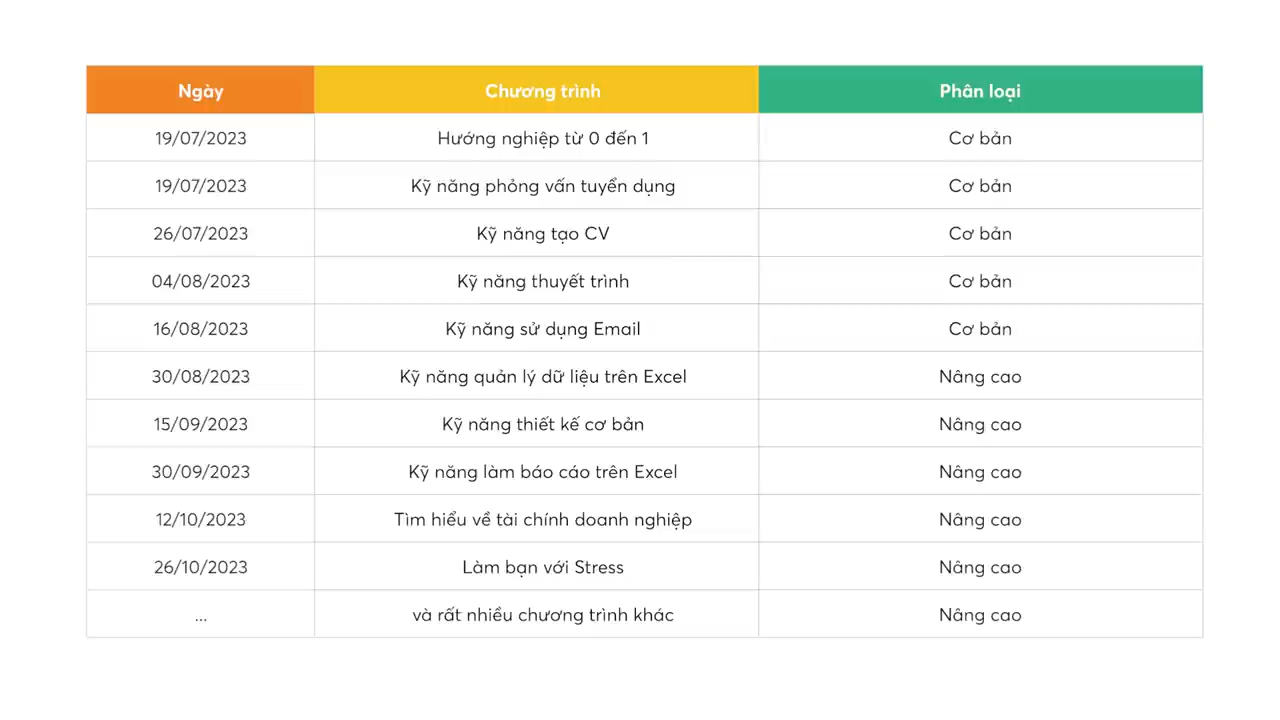 Ngày Chương trình Phân loại
19/07/2023 Hướng nghiệp từ 0 đến 1 Cơ bản
19/07/2023 Kỹ năng phỏng vấn tuyển dụng Cơ bản
26/07/2023 Kỹ năng tạo CV Cơ bản
04/08/2023 Kỹ năng thuyết trình Cơ bản
16/08/2023 Kỹ năng sử dụng Email Cơ bản
30/08/2023 Kỹ năng quản lý dữ liệu trên Excel Nâng cao
15/09/2023 Kỹ năng thiết kế cơ bản Nâng cao
30/09/2023 Kỹ năng làm báo cáo trên Excel Nâng cao
12/10/2023 Tìm hiểu về tài chính doanh nghiệp Nâng cao
26/10/2023 Làm bạn với Stress Nâng cao
... và rất nhiều chương trình khác Nâng cao